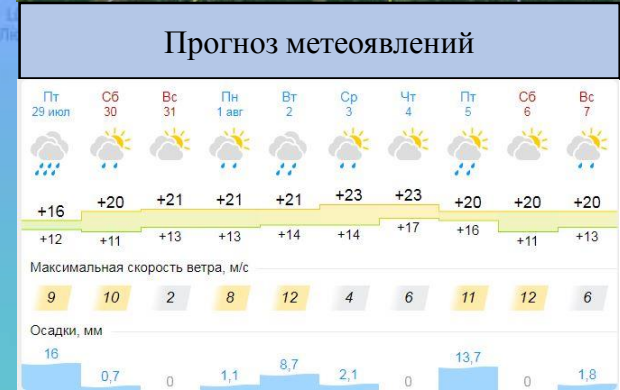 Прогноз метеоявлений
Пт Сб Вс Пн Вт Ср Чт Пт Сб Вс
29 июл 30 31 1 авг 2 3 4 5 6 7
+16 +20 +21 +21 +21 +23 +23 +20 +20 +20
+12 +11 +13 +13 +14 +14 +17 +16 +11 +13
Максимальная скорость ветра, м/с
9 10 2 8 12 4 6 11 12 6
Осадки, мм
16 0,7 0 1,1 8,7 2,1 0 13,7 0 1,8